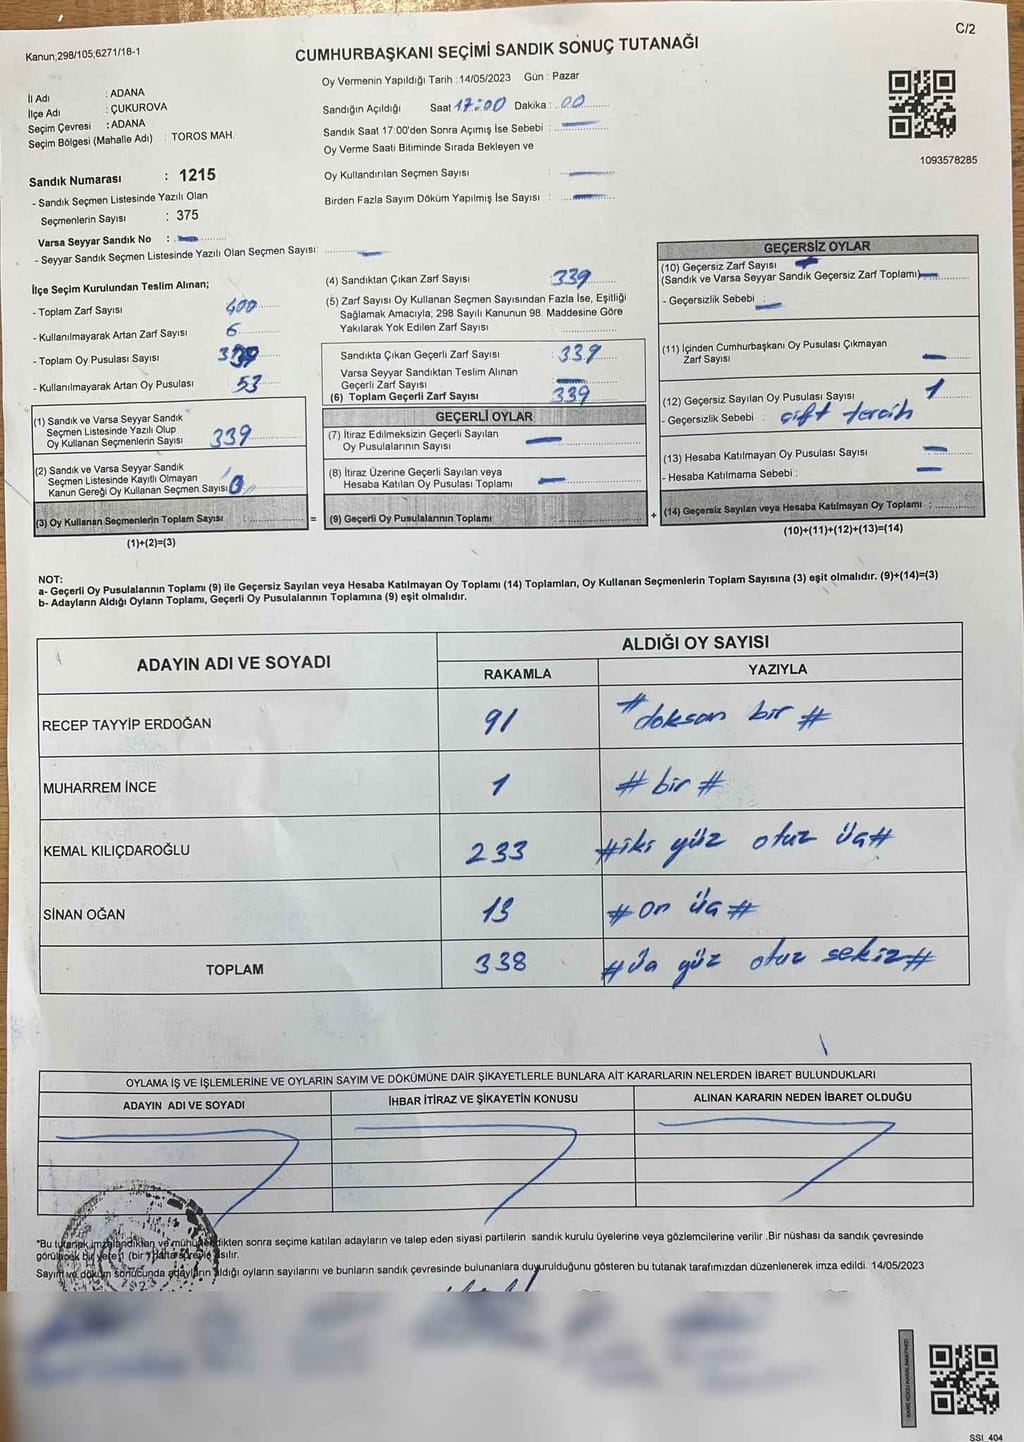 Kanun;298/105;6271/18-1
C/2
CUMHURBAŞKANI SEÇİMİ SANDIK SONUÇ TUTANAĞI
İl Adı : ADANA
İlçe Adı : ÇUKUROVA
Seçim Çevresi : ADANA
Seçim Bölgesi (Mahalle Adı) : TOROS MAH.
Sandık Numarası : 1215
- Sandık Seçmen Listesinde Yazılı Olan
Seçmenlerin Sayısı : 375
Varsa Seyyar Sandık No : -
- Seyyar Sandık Seçmen Listesinde Yazılı Olan Seçmen Sayısı: -
Oy Vermenin Yapıldığı Tarih : 14/05/2023 Gün : Pazar
Sandığın Açıldığı Saat 17:00 Dakika : 00
Sandık Saat 17:00'den Sonra Açımış İse Sebebi : -
Oy Verme Saati Bitiminde Sırada Bekleyen ve
Oy Kullandırılan Seçmen Sayısı : -
Birden Fazla Sayım Döküm Yapılmış İse Sayısı : -
1093578285
İlçe Seçim Kurulundan Teslim Alınan;
- Toplam Zarf Sayısı 400
- Kullanılmayarak Artan Zarf Sayısı 6
- Toplam Oy Pusulası Sayısı
- Kullanılmayarak Artan Oy Pusulası 53
(1) Sandık ve Varsa Seyyar Sandık
Seçmen Listesinde Yazılı Olup
Oy Kullanan Seçmenlerin Sayısı 339
(2) Sandık ve Varsa Seyyar Sandık
Seçmen Listesinde Kayıtlı Olmayan
Kanun Gereği Oy Kullanan Seçmen Sayısı 0
(3) Oy Kullanan Seçmenlerin Toplam Sayısı :
(1)+(2)=(3)
=
(4) Sandıktan Çıkan Zarf Sayısı : 339
(5) Zarf Sayısı Oy Kullanan Seçmen Sayısından Fazla İse, Eşitliği
Sağlamak Amacıyla; 298 Sayılı Kanunun 98. Maddesine Göre
Yakılarak Yok Edilen Zarf Sayısı :
Sandıkta Çıkan Geçerli Zarf Sayısı : 339
Varsa Seyyar Sandıktan Teslim Alınan
Geçerli Zarf Sayısı : -
(6) Toplam Geçerli Zarf Sayısı : 339
GEÇERLİ OYLAR
(7) İtiraz Edilmeksizin Geçerli Sayılan
Oy Pusulalarının Sayısı : -
(8) İtiraz Üzerine Geçerli Sayılan veya
Hesaba Katılan Oy Pusulası Toplamı : -
(9) Geçerli Oy Pusulalarının Toplamı :
+
GEÇERSİZ OYLAR
(10) Geçersiz Zarf Sayısı : -
(Sandık ve Varsa Seyyar Sandık Geçersiz Zarf Toplamı) -
- Geçersizlik Sebebi : -
(11) İçinden Cumhurbaşkanı Oy Pusulası Çıkmayan
Zarf Sayısı : -
(12) Geçersiz Sayılan Oy Pusulası Sayısı : 1
- Geçersizlik Sebebi : çift tercih
(13) Hesaba Katılmayan Oy Pusulası Sayısı : -
- Hesaba Katılmama Sebebi : -
(14) Geçersiz Sayılan veya Hesaba Katılmayan Oy Toplamı :
(10)+(11)+(12)+(13)=(14)
NOT:
a- Geçerli Oy Pusulalarının Toplamı (9) ile Geçersiz Sayılan veya Hesaba Katılmayan Oy Toplamı (14) Toplamları, Oy Kullanan Seçmenlerin Toplam Sayısına (3) eşit olmalıdır. (9)+(14)=(3)
b- Adayların Aldığı Oyların Toplamı, Geçerli Oy Pusulalarının Toplamına (9) eşit olmalıdır.
ADAYIN ADI VE SOYADI ALDIĞI OY SAYISI
RAKAMLA YAZIYLA
RECEP TAYYİP ERDOĞAN 91 # doksan bir #
MUHARREM İNCE 1 # bir #
KEMAL KILIÇDAROĞLU 233 # iki yüz otuz üç #
SİNAN OĞAN 13 # on üç #
TOPLAM 338 # üç yüz otuz sekiz #
OYLAMA İŞ VE İŞLEMLERİNE VE OYLARIN SAYIM VE DÖKÜMÜNE DAİR ŞİKAYETLERLE BUNLARA AİT KARARLARIN NELERDEN İBARET BULUNDUKLARI
ADAYIN ADI VE SOYADI İHBAR İTİRAZ VE ŞİKAYETİN KONUSU ALINAN KARARIN NEDEN İBARET OLDUĞU
*Bu tutanak imzalandıktan ve mühürlendikten sonra seçime katılan adayların ve talep eden siyasi partilerin sandık kurulu üyelerine veya gözlemcilerine verilir .Bir nüshası da sandık çevresinde
görülecek bir yere 1 (bir) hafta süreyle asılır.
Sayım ve döküm sonucunda adayların aldığı oyların sayılarını ve bunların sandık çevresinde bulunanlara duyurulduğunu gösteren bu tutanak tarafımızdan düzenlenerek imza edildi. 14/05/2023
SSI_404